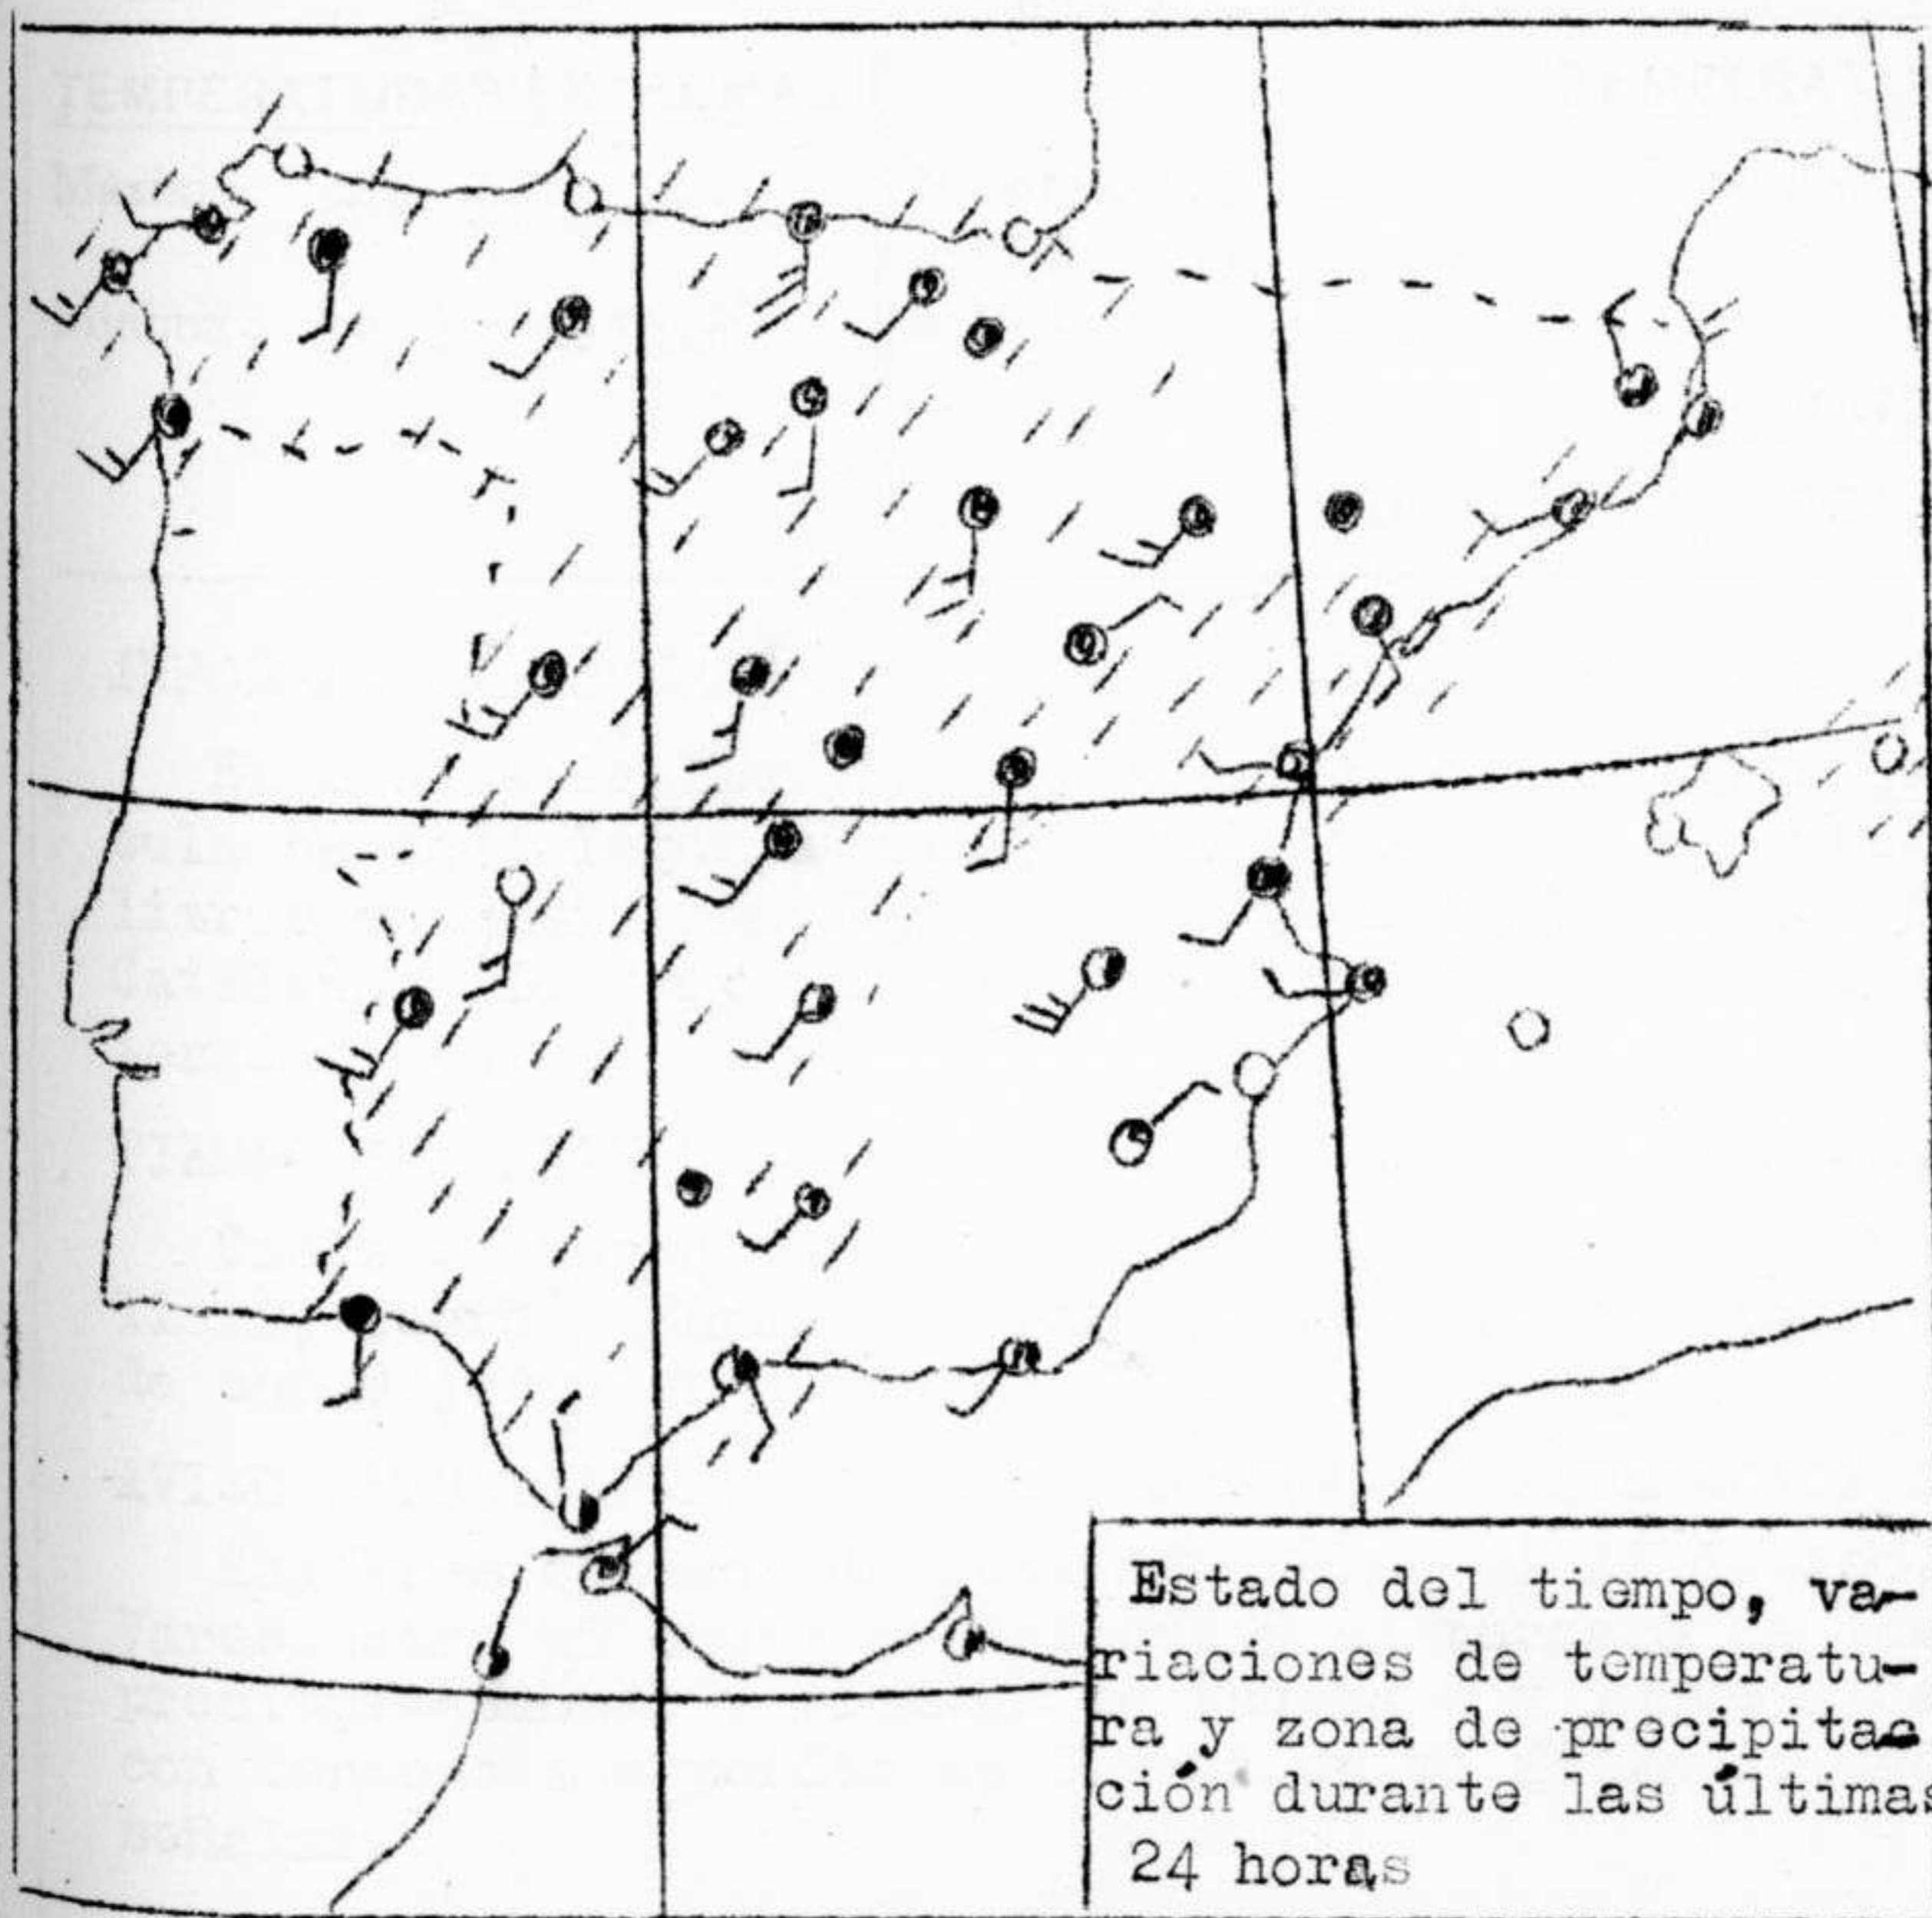 Estado del tiempo, va-
riaciones de temperatu-
ra y zona de precipita-
ción durante las últimas
24 horas